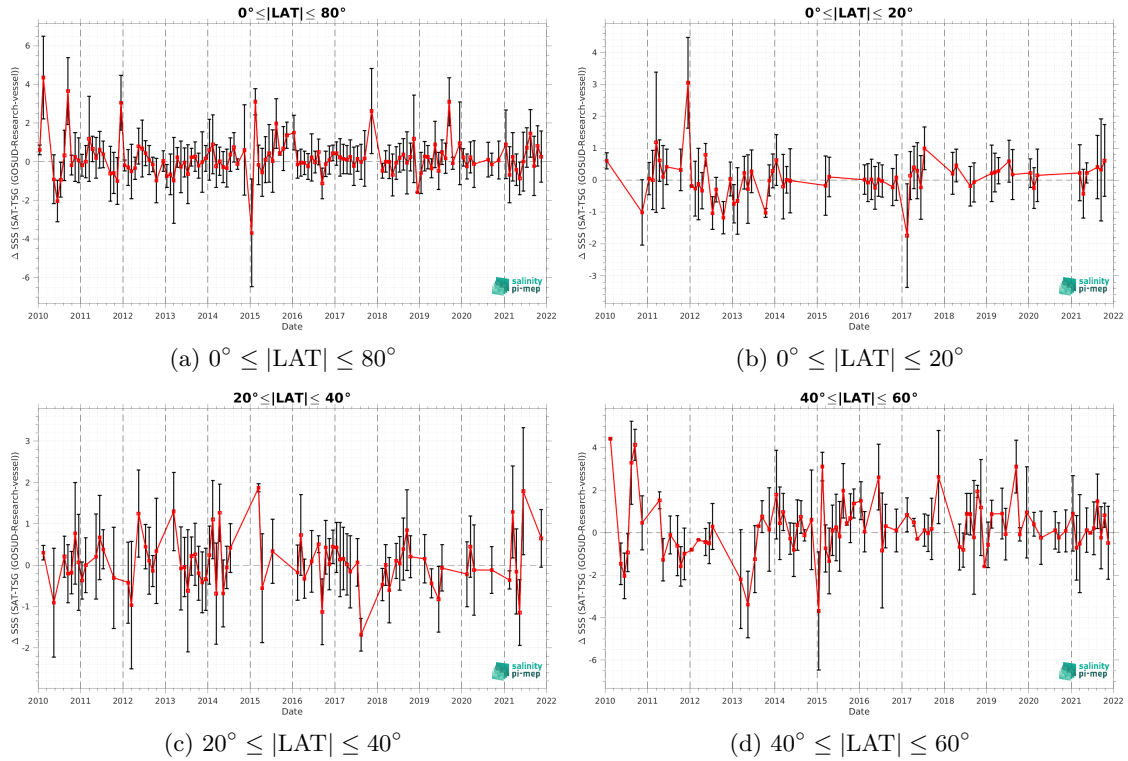 0°≤|LAT|≤ 80°
Δ SSS (SAT-TSG (GOSUD-Research-vessel))
6
4
2
0
-2
-4
-6
2010 2011 2012 2013 2014 2015 2016 2017 2018 2019 2020 2021 2022
Date
salinity
pi-mep
(a) 0° ≤ |LAT| ≤ 80°
0°≤|LAT|≤ 20°
Δ SSS (SAT-TSG (GOSUD-Research-vessel))
4
3
2
1
0
-1
-2
-3
2010 2011 2012 2013 2014 2015 2016 2017 2018 2019 2020 2021 2022
Date
salinity
pi-mep
(b) 0° ≤ |LAT| ≤ 20°
20°≤|LAT|≤ 40°
Δ SSS (SAT-TSG (GOSUD-Research-vessel))
3
2
1
0
-1
-2
2010 2011 2012 2013 2014 2015 2016 2017 2018 2019 2020 2021 2022
Date
salinity
pi-mep
(c) 20° ≤ |LAT| ≤ 40°
40°≤|LAT|≤ 60°
Δ SSS (SAT-TSG (GOSUD-Research-vessel))
4
2
0
-2
-4
-6
2010 2011 2012 2013 2014 2015 2016 2017 2018 2019 2020 2021 2022
Date
salinity
pi-mep
(d) 40° ≤ |LAT| ≤ 60°